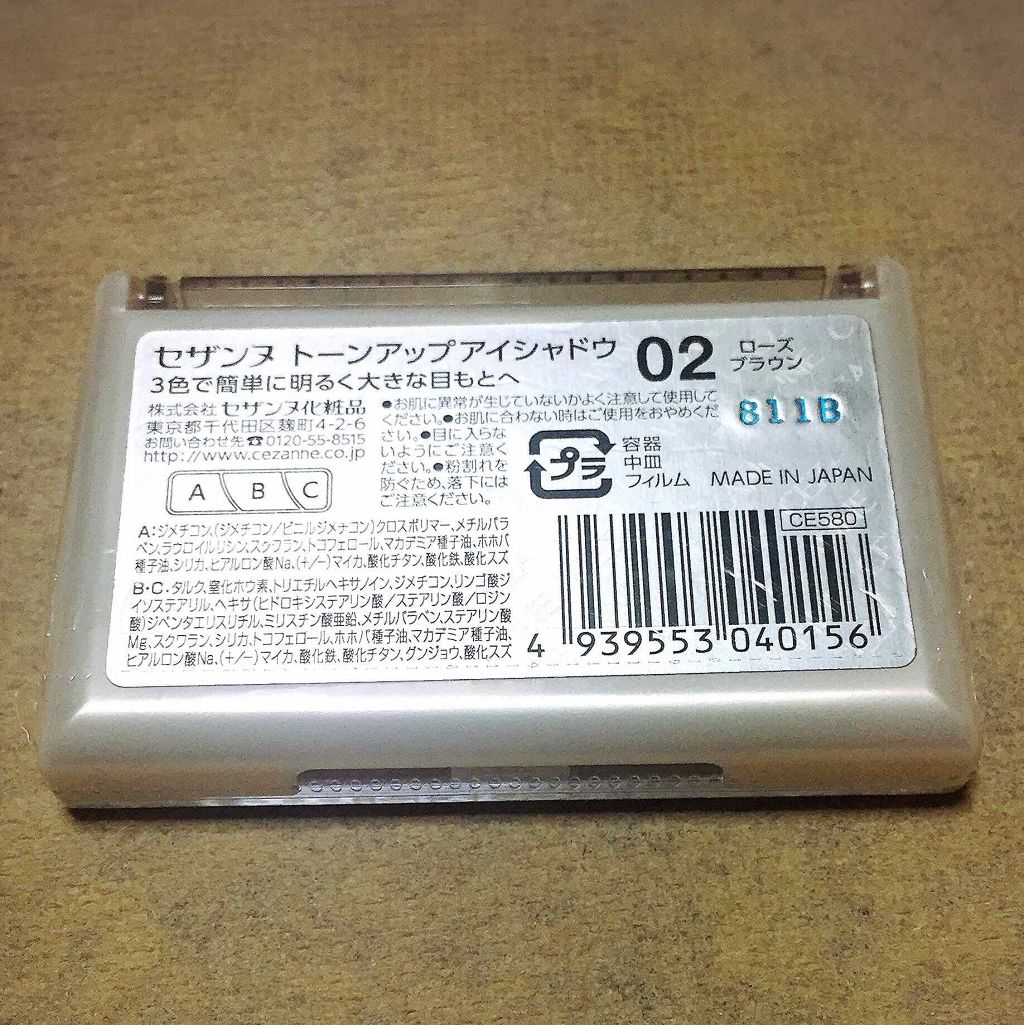 セザンヌ トーンアップアイシャドウ
3色で簡単に明るく大きな目もとへ
02
ローズ
ブラウン
811B
株式会社 セザンヌ化粧品
東京都千代田区麹町4-2-6
お問い合わせ先☎0120-55-8515
http://www.cezanne.co.jp
●お肌に異常が生じていないかよく注意して使用して
ください。●お肌に合わない時はご使用をおやめくだ
さい。●目に入らな
いようにご注意く
ださい。●粉割れを
防ぐため、落下には
ご注意ください。
プラ
容器
中皿
フィルム
MADE IN JAPAN
A B C
A：ジメチコン、(ジメチコン/ビニルジメチコン)クロスポリマー、メチルパラ
ベン、ラウロイルリシン、スクワラン、トコフェロール、マカデミア種子油、ホホバ
種子油、シリカ、ヒアルロン酸Na、(+/−)マイカ、酸化チタン、酸化鉄、酸化スズ
B・C．タルク、窒化ホウ素、トリエチルヘキサノイン、ジメチコン、リンゴ酸ジ
イソステアリル、ヘキサ(ヒドロキシステアリン酸/ステアリン酸/ロジン
酸)ジペンタエリスリチル、ミリスチン酸亜鉛、メチルパラベン、ステアリン酸
Mg、スクワラン、シリカ、トコフェロール、ホホバ種子油、マカデミア種子油、
ヒアルロン酸Na、(+/−)マイカ、酸化鉄、酸化チタン、グンジョウ、酸化スズ
CE580
4 939553 040156